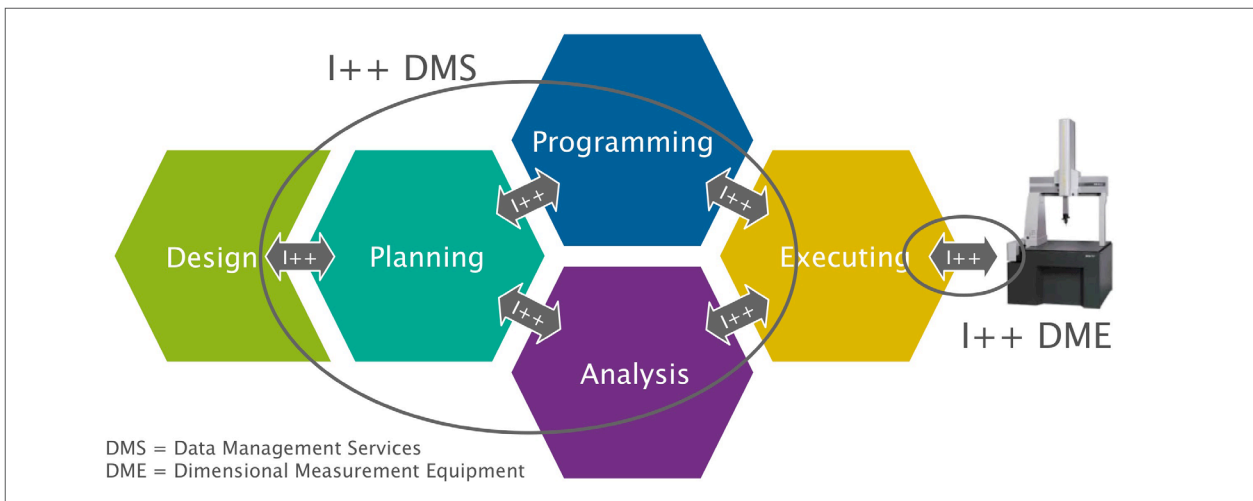 I++ DMS
Programming
I++
I++
Design
I++
Planning
Executing
I++
I++ DME
I++
I++
Analysis
DMS = Data Management Services
DME = Dimensional Measurement Equipment